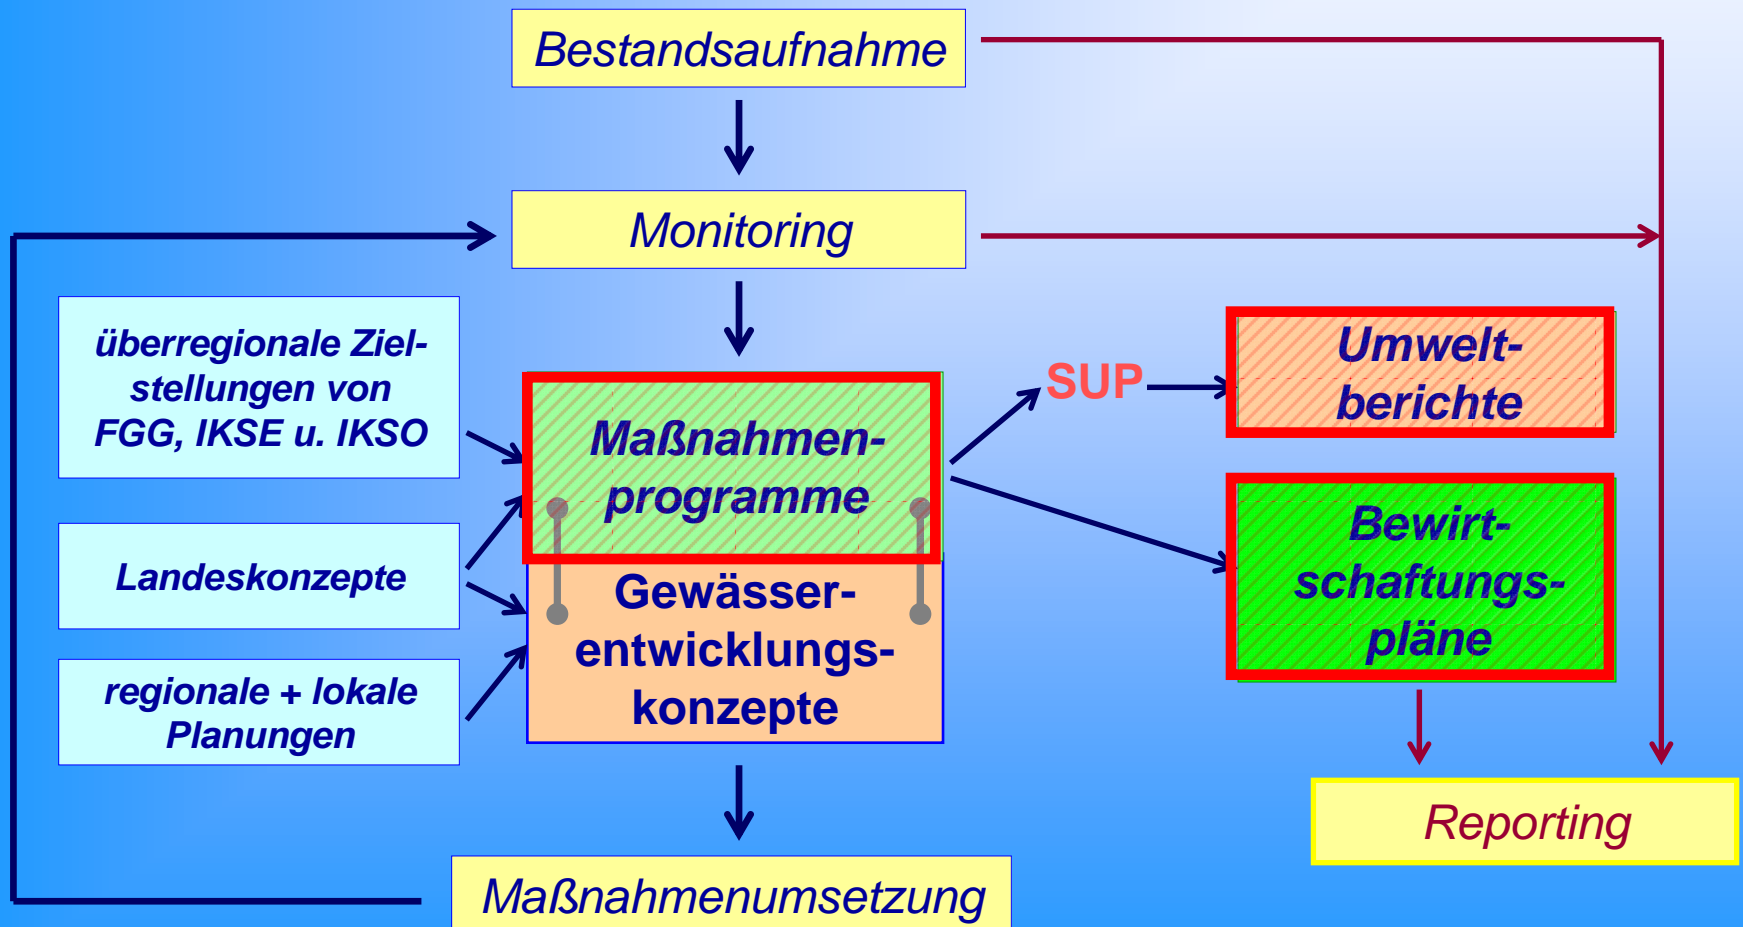 Bestandsaufnahme
Monitoring
überregionale Ziel-
stellungen von
FGG, IKSE u. IKSO
Landeskonzepte
regionale + lokale
Planungen
Maßnahmen-
programme
Gewässer-
entwicklungs-
konzepte
SUP
Umwelt-
berichte
Bewirt-
schaftungs-
pläne
Reporting
Maßnahmenumsetzung